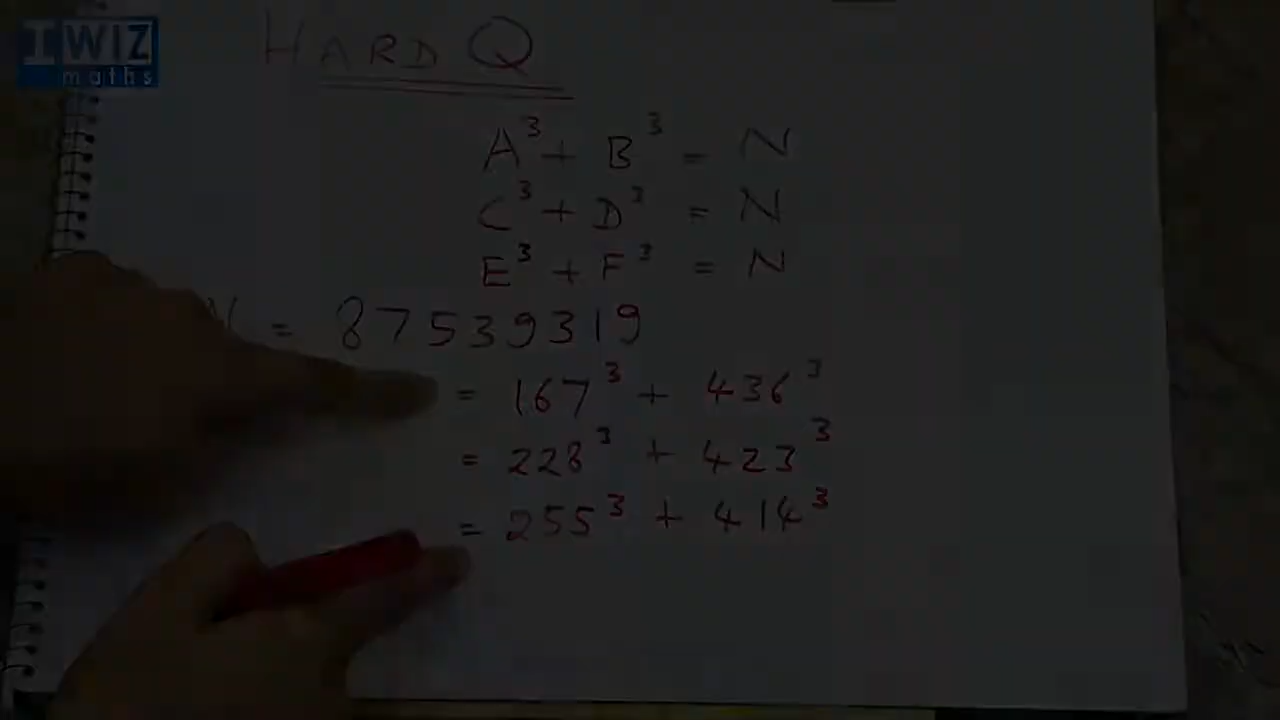 IWIZ
maths
HARD Q
A³ + B³ = N
C³ + D³ = N
E³ + F³ = N
N = 87539319
= 167³ + 436³
= 228³ + 423³
= 255³ + 414³